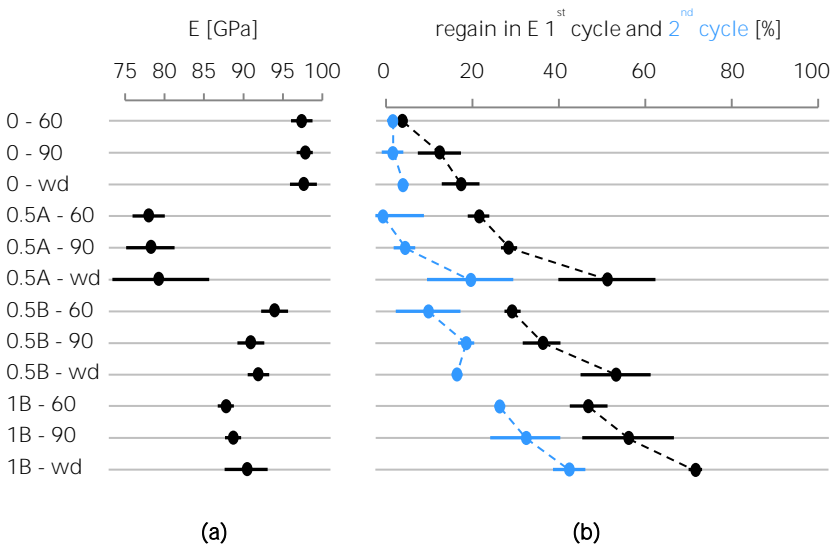 E [GPa]
regain in E 1st cycle and 2nd cycle [%]
75 80 85 90 95 100
0 20 40 60 80 100
0 - 60
0 - 90
0 - wd
0.5A - 60
0.5A - 90
0.5A - wd
0.5B - 60
0.5B - 90
0.5B - wd
1B - 60
1B - 90
1B - wd
(a)
(b)